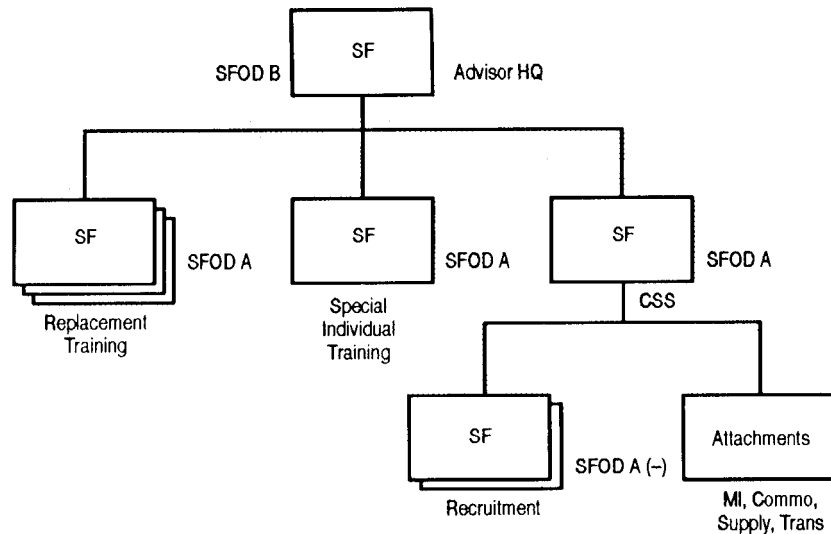 SF
SFOD B
Advisor HQ
SF
SFOD A
Replacement
Training
SF
SFOD A
Special
Individual
Training
SF
SFOD A
CSS
SF
SFOD A (–)
Recruitment
Attachments
MI, Commo,
Supply, Trans